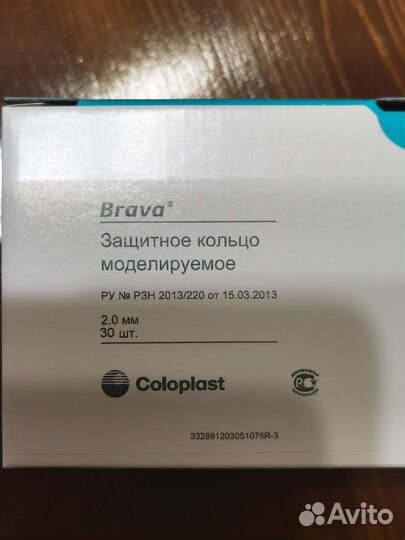 Brava®
Защитное кольцо
моделируемое
РУ № РЗН 2013/220 от 15.03.2013
2.0 мм
30 шт.
Coloplast
332891203051075R-3
Avito